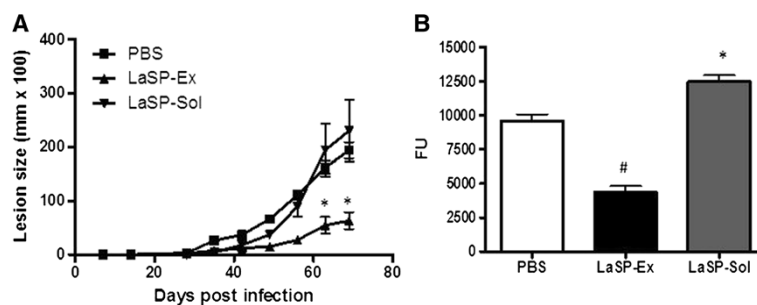 A
PBS
LaSP-Ex
LaSP-Sol
Lesion size (mm x 100)
300
200
100
0
0 20 40 60 80
* *
Days post infection
B
FU
15000
12500
10000
7500
5000
2500
0
#
*
PBS LaSP-Ex LaSP-Sol